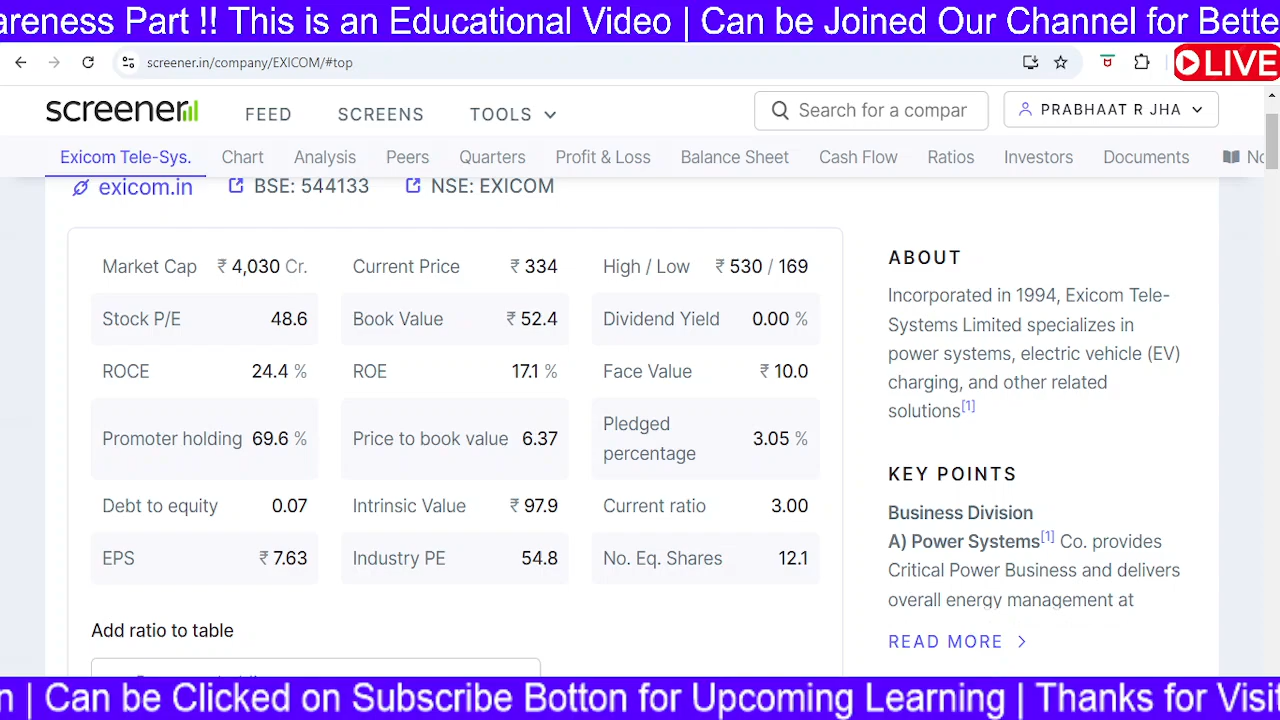 areness Part !! This is an Educational Video | Can be Joined Our Channel for Bette
screener.in/company/EXICOM/#top
LIVE
screener FEED SCREENS TOOLS Search for a compar PRABHAAT R JHA
Exicom Tele-Sys. Chart Analysis Peers Quarters Profit & Loss Balance Sheet Cash Flow Ratios Investors Documents No
exicom.in BSE: 544133 NSE: EXICOM
Market Cap ₹ 4,030 Cr. Current Price ₹ 334 High / Low ₹ 530 / 169
Stock P/E 48.6 Book Value ₹ 52.4 Dividend Yield 0.00 %
ROCE 24.4 % ROE 17.1 % Face Value ₹ 10.0
Promoter holding 69.6 % Price to book value 6.37 Pledged percentage 3.05 %
Debt to equity 0.07 Intrinsic Value ₹ 97.9 Current ratio 3.00
EPS ₹ 7.63 Industry PE 54.8 No. Eq. Shares 12.1
Add ratio to table
ABOUT
Incorporated in 1994, Exicom Tele-
Systems Limited specializes in
power systems, electric vehicle (EV)
charging, and other related
solutions[1]
KEY POINTS
Business Division
A) Power Systems[1] Co. provides
Critical Power Business and delivers
overall energy management at
READ MORE
n | Can be Clicked on Subscribe Botton for Upcoming Learning | Thanks for Visi